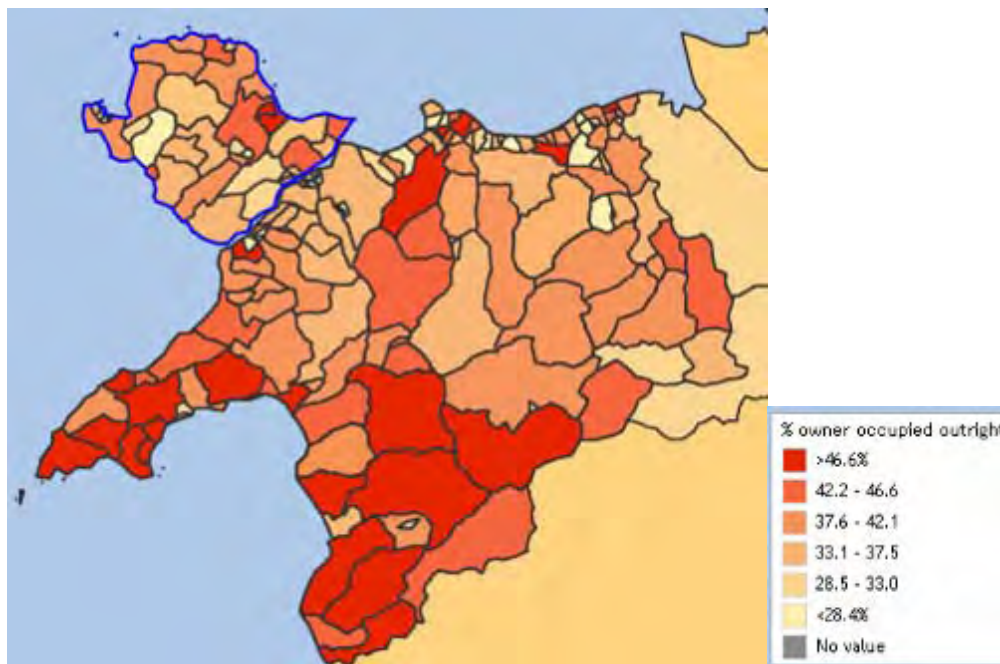 % owner occupied outright
>46.6%
42.2 - 46.6
37.6 - 42.1
33.1 - 37.5
28.5 - 33.0
<28.4%
No value